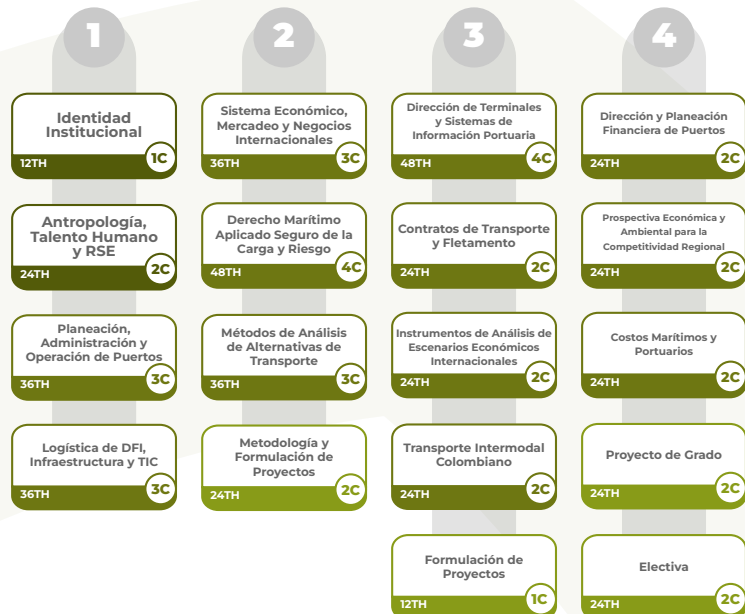 1
Identidad
Institucional
12TH
1C
Antropología,
Talento Humano
y RSE
24TH
2C
Planeación,
Administración y
Operación de Puertos
36TH
3C
Logística de DFI,
Infraestructura y TIC
36TH
3C
2
Sistema Económico,
Mercadeo y Negocios
Internacionales
36TH
3C
Derecho Marítimo
Aplicado Seguro de la
Carga y Riesgo
48TH
4C
Métodos de Análisis
de Alternativas de
Transporte
36TH
3C
Metodología y
Formulación de
Proyectos
24TH
2C
3
Dirección de Terminales
y Sistemas de
Información Portuaria
48TH
4C
Contratos de Transporte
y Fletamento
24TH
2C
Instrumentos de Análisis de
Escenarios Económicos
Internacionales
24TH
2C
Transporte Intermodal
Colombiano
24TH
2C
Formulación de
Proyectos
12TH
1C
4
Dirección y Planeación
Financiera de Puertos
24TH
2C
Prospectiva Económica y
Ambiental para la
Competitividad Regional
24TH
2C
Costos Marítimos y
Portuarios
24TH
2C
Proyecto de Grado
24TH
2C
Electiva
24TH
2C